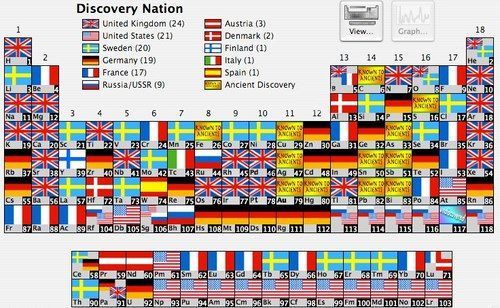 Discovery Nation
United Kingdom (24)
United States (21)
Sweden (20)
Germany (19)
France (17)
Russia/USSR (9)
Austria (3)
Denmark (2)
Finland (1)
Italy (1)
Spain (1)
Ancient Discovery
View...
Graph...
1 18
H 1 He 2
2 13 14 15 16 17
Li 3 Be 4 B 5 C 6 N 7 O 8 F 9 Ne 10
KNOWN TO ANCIENTS
Na 11 Mg 12 Al 13 Si 14 P 15 S 16 Cl 17 Ar 18
KNOWN TO ANCIENTS
3 4 5 6 7 8 9 10 11 12
K 19 Ca 20 Sc 21 Ti 22 V 23 Cr 24 Mn 25 Fe 26 Co 27 Ni 28 Cu 29 Zn 30 Ga 31 Ge 32 As 33 Se 34 Br 35 Kr 36
KNOWN TO ANCIENTS KNOWN TO ANCIENTS
Rb 37 Sr 38 Y 39 Zr 40 Nb 41 Mo 42 Tc 43 Ru 44 Rh 45 Pd 46 Ag 47 Cd 48 In 49 Sn 50 Sb 51 Te 52 I 53 Xe 54
KNOWN TO ANCIENTS KNOWN TO ANCIENTS KNOWN TO ANCIENTS
Cs 55 Ba 56 La 57 Hf 72 Ta 73 W 74 Re 75 Os 76 Ir 77 Pt 78 Au 79 Hg 80 Tl 81 Pb 82 Bi 83 Po 84 At 85 Rn 86
KNOWN TO ANCIENTS KNOWN TO ANCIENTS KNOWN TO ANCIENTS
Fr 87 Ra 88 Ac 89 Rf 104 Db 105 Sg 106 Bh 107 Hs 108 Mt 109 110 111 112 113 114 115 116 117 118
Ce 58 Pr 59 Nd 60 Pm 61 Sm 62 Eu 63 Gd 64 Tb 65 Dy 66 Ho 67 Er 68 Tm 69 Yb 70 Lu 71
Th 90 Pa 91 U 92 Np 93 Pu 94 Am 95 Cm 96 Bk 97 Cf 98 Es 99 Fm 100 Md 101 No 102 Lr 103